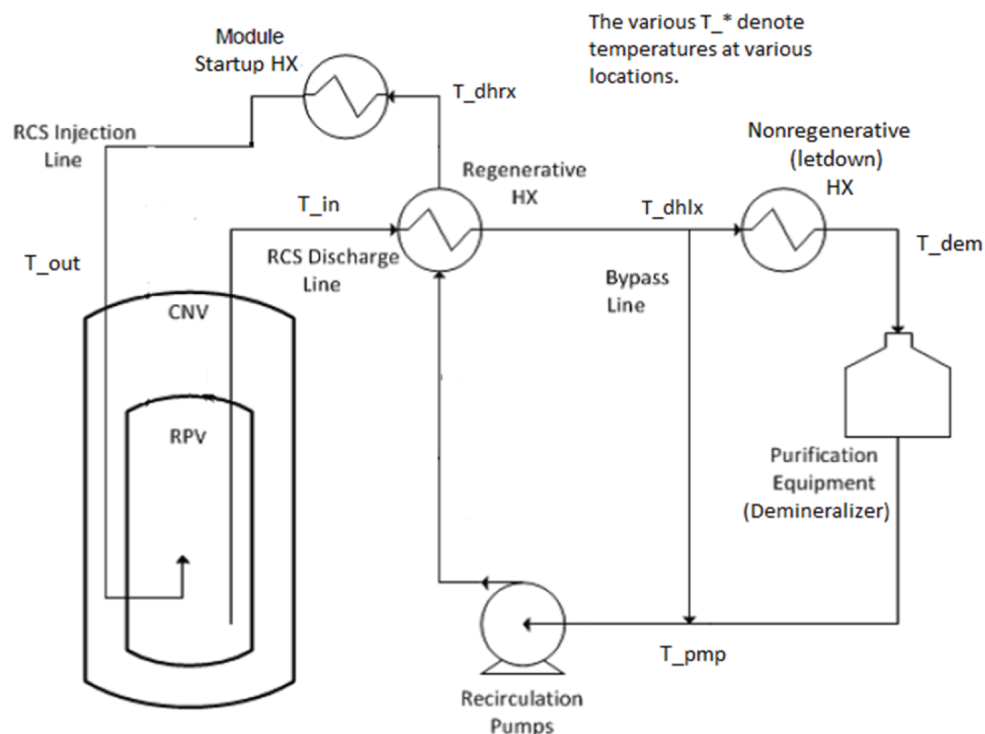 The various T_* denote
temperatures at various
locations.
Module
Startup HX
T_dhrx
RCS Injection
Line
Nonregenerative
(letdown)
HX
Regenerative
HX
T_in
T_dhlx
T_dem
T_out
RCS Discharge
Line
Bypass
Line
CNV
RPV
Purification
Equipment
(Demineralizer)
T_pmp
Recirculation
Pumps